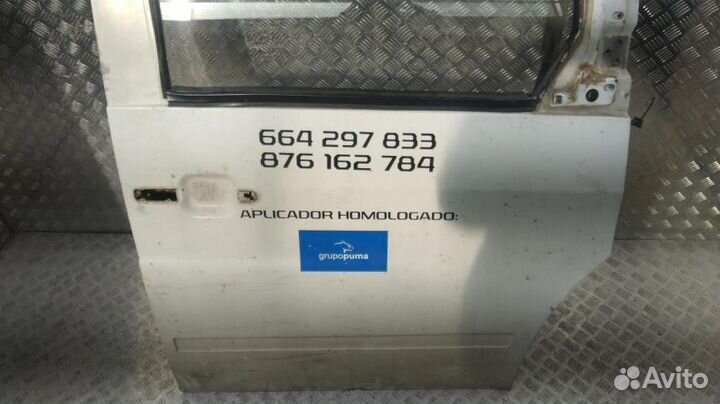 664 297 833
876 162 784
APLICADOR HOMOLOGADO:
grupopuma
Avito